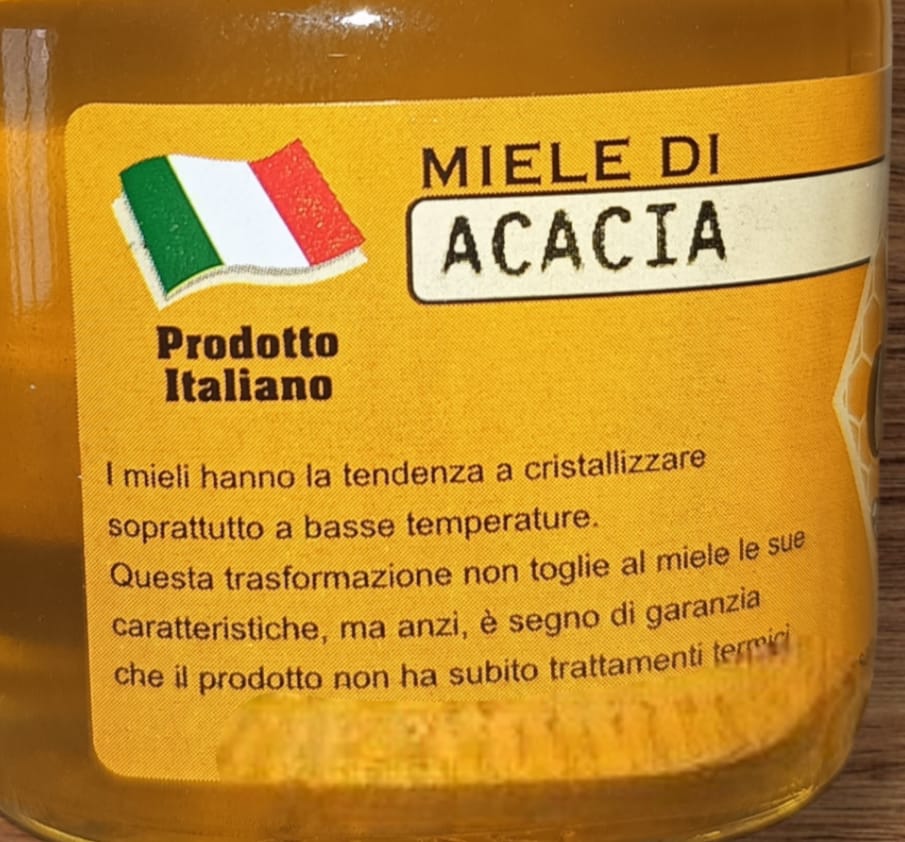 MIELE DI
ACACIA
Prodotto
Italiano
I mieli hanno la tendenza a cristallizzare
soprattutto a basse temperature.
Questa trasformazione non toglie al miele le sue
caratteristiche, ma anzi, è segno di garanzia
che il prodotto non ha subito trattamenti termici